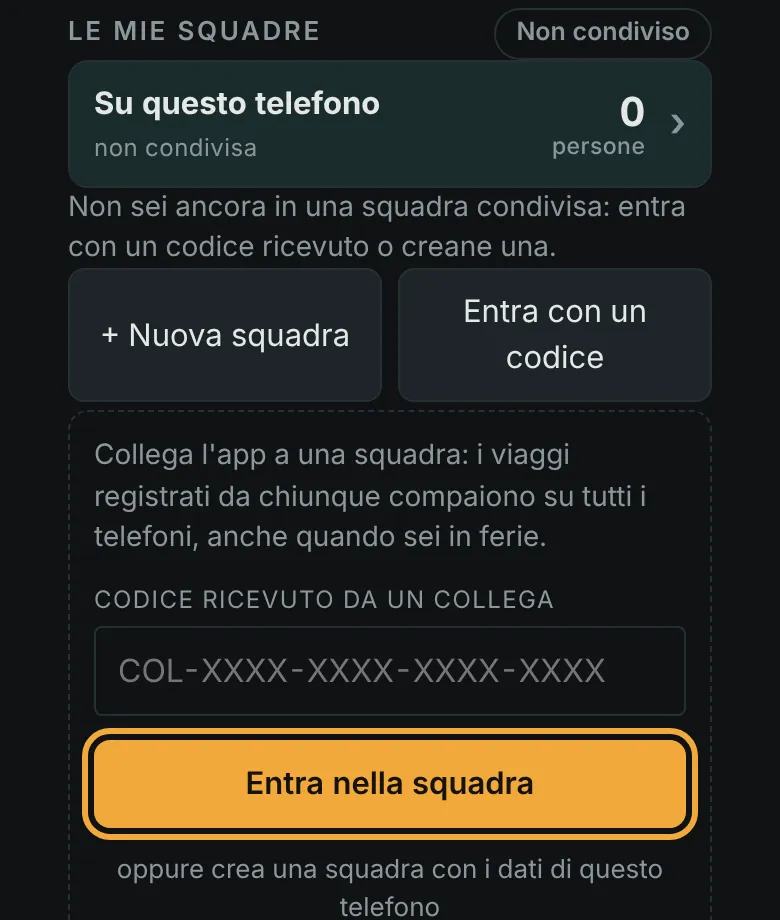 LE MIE SQUADRE
Non condiviso
Su questo telefono
0
non condivisa
persone
Non sei ancora in una squadra condivisa: entra
con un codice ricevuto o creane una.
+ Nuova squadra
Entra con un
codice
Collega l'app a una squadra: i viaggi
registrati da chiunque compaiono su tutti i
telefoni, anche quando sei in ferie.
CODICE RICEVUTO DA UN COLLEGA
COL-XXXX-XXXX-XXXX-XXXX
Entra nella squadra
oppure crea una squadra con i dati di questo
telefono